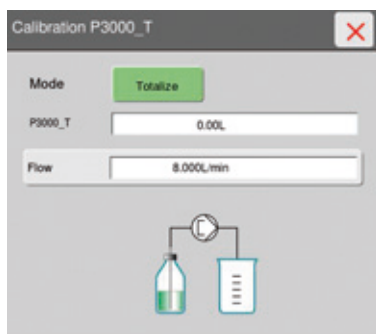 Calibration P3000_T
Mode Totalize
P3000_T 0.00L
Flow 8.000L/min